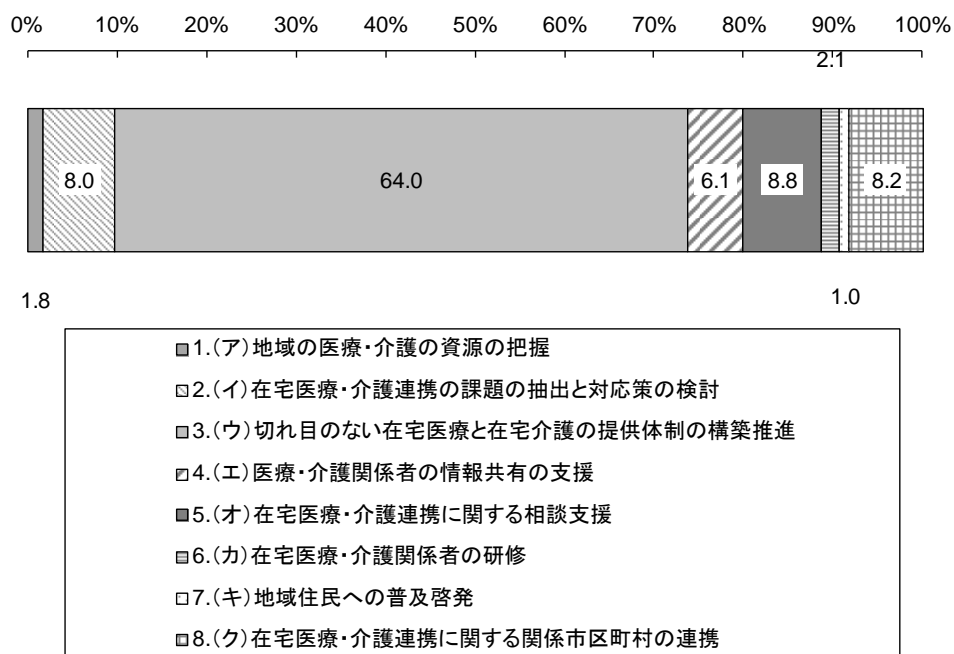 0% 10% 20% 30% 40% 50% 60% 70% 80% 90% 100%
2.1
8.0 64.0 6.1 8.8 8.2
1.8 1.0
1.(ア)地域の医療・介護の資源の把握
2.(イ)在宅医療・介護連携の課題の抽出と対応策の検討
3.(ウ)切れ目のない在宅医療と在宅介護の提供体制の構築推進
4.(エ)医療・介護関係者の情報共有の支援
5.(オ)在宅医療・介護連携に関する相談支援
6.(カ)在宅医療・介護関係者の研修
7.(キ)地域住民への普及啓発
8.(ク)在宅医療・介護連携に関する関係市区町村の連携